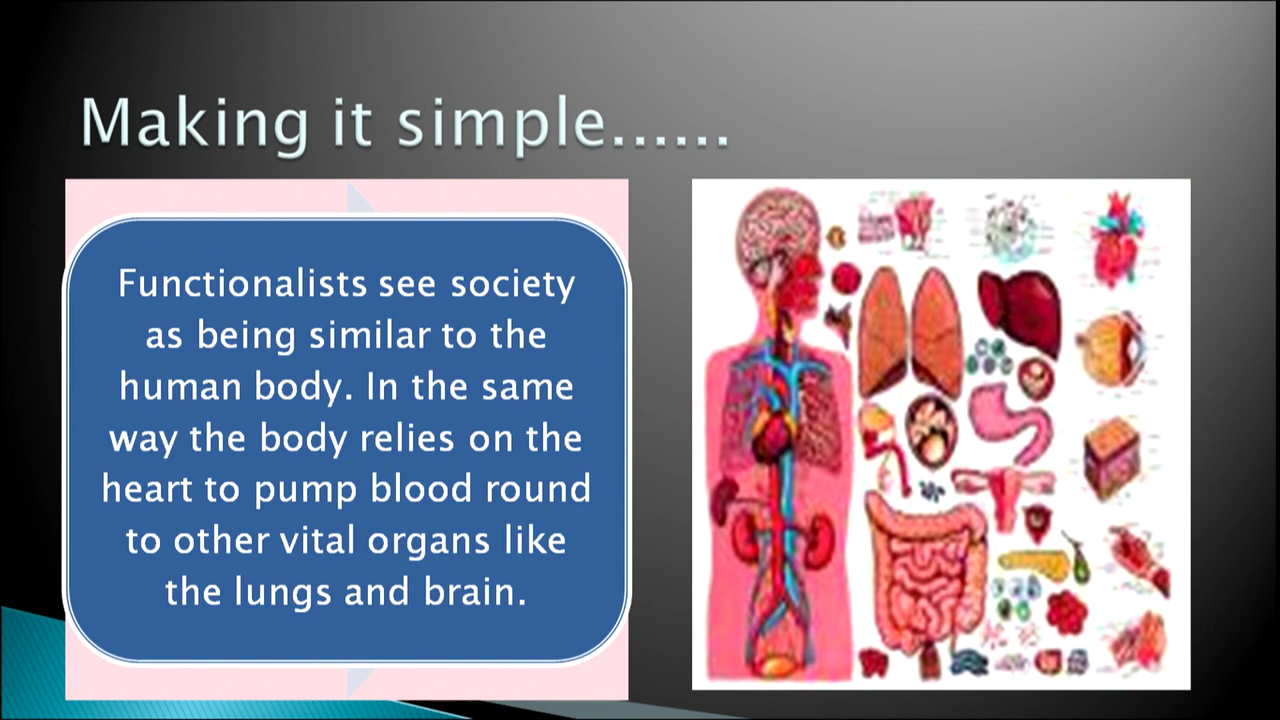 Making it simple......
Functionalists see society
as being similar to the
human body. In the same
way the body relies on the
heart to pump blood round
to other vital organs like
the lungs and brain.